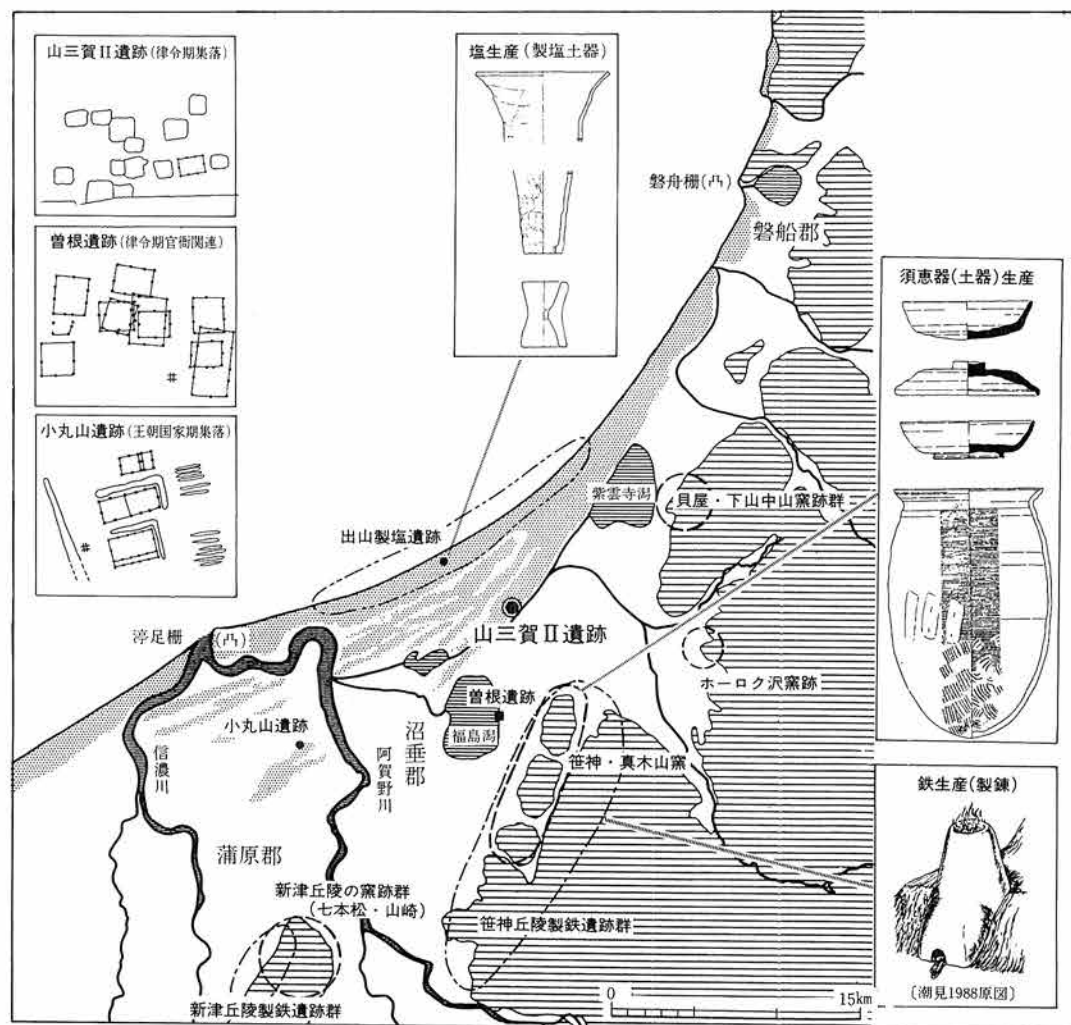 山三賀Ⅱ遺跡(律令期集落)
曽根遺跡(律令期官衙関連)
小丸山遺跡(王朝国家期集落)
塩生産(製塩土器)
磐舟柵(凸)
磐船郡
須恵器(土器)生産
紫雲寺潟
貝屋・下山中山窯跡群
出山製塩遺跡
山三賀Ⅱ遺跡
渟足柵
(凸)
ホーロク沢窯跡
曽根遺跡
福島潟
小丸山遺跡
沼垂郡
信濃川
阿賀野川
笹神・真木山窯
蒲原郡
鉄生産(製錬)
新津丘陵の窯跡群
(七本松・山崎)
笹神丘陵製鉄遺跡群
新津丘陵製鉄遺跡群
0
15km
〔潮見1988原図〕